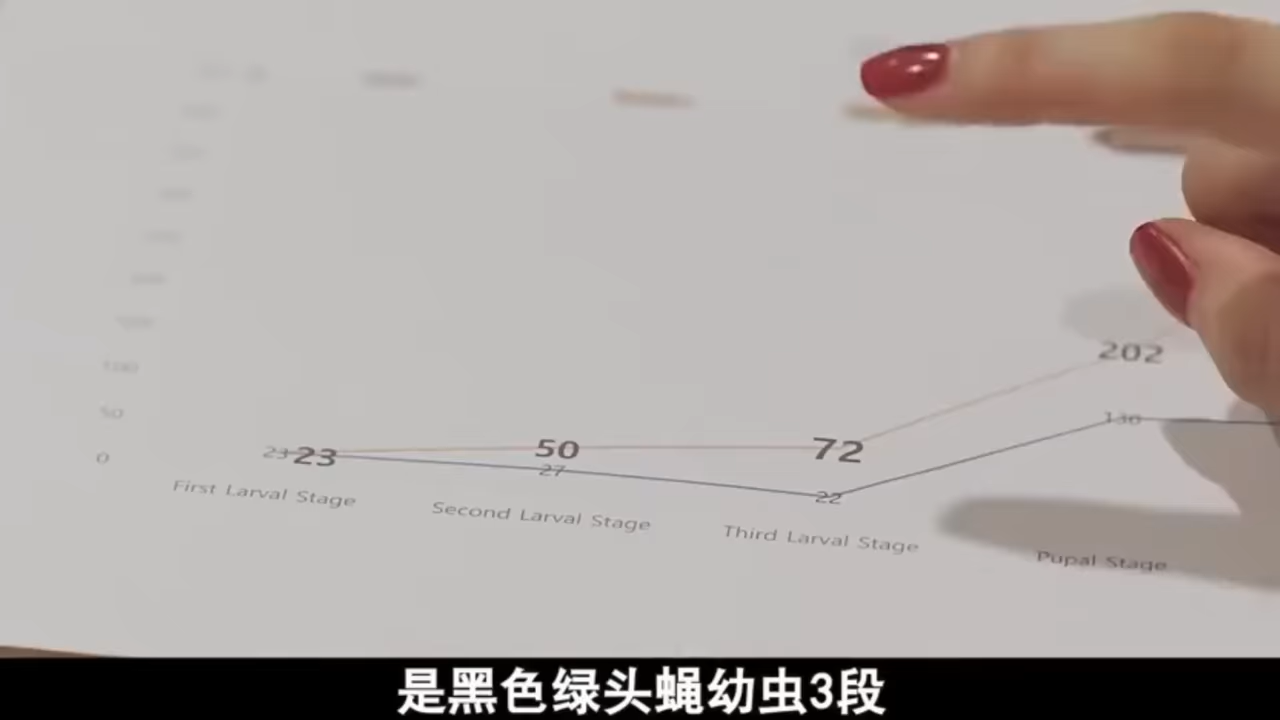 202
130
100
50
0
23 23
50
72
27
22
First Larval Stage
Second Larval Stage
Third Larval Stage
Pupal Stage
是黑色绿头蝇幼虫3段